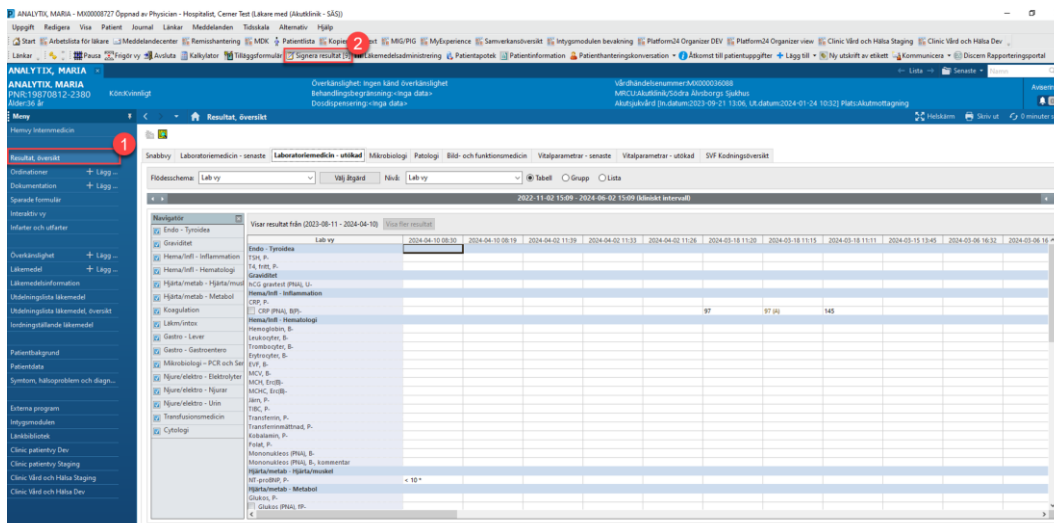 ANALYTIX, MARIA - MX00008727 Öppnad av Physician - Hospitalist, Cerner Test (Läkare med (Akutklinik - SÄS))
Uppgift Redigera Visa Patient Journal Länkar Meddelanden Tidsskala Alternativ Hjälp
Start Arbetslista för läkare Meddelandecenter Remisshantering MDK Patientlista MIG/PIG MyExperience Samverkansöversikt Intygsmodulen bevakning Platform24 Organizer DEV Platform24 Organizer view Clinic Vård och Hälsa Staging Clinic Vård och Hälsa Dev
Länkar Pausa Frigör vy Avsluta Kalkylator Tilläggsformulär Signera resultat Läkemedelsadministrering Patientapotek Patientinformation Patienthanteringskonversation Åtkomst till patientuppgifter Lägg till Ny utskrift av etikett Kommunicera Discern Rapporteringsportal
2
ANALYTIX, MARIA
Lista Senaste
ANALYTIX, MARIA
PNR:19870812-2380 Kön:Kvinnligt
Ålder:36 år
Överkänslighet: Ingen känd överkänslighet
Behandlingsbegränsning:<Inga data>
Dosdispensering:<Inga data>
Vårdhändelsenummer:MX00036088
MRCU:Akutklinik/Södra Älvsborgs Sjukhus
Akutsjukvård [In.datum:2023-09-21 13:06, Ut.datum:2024-01-24 10:32] Plats:Akutmottagning
Meny
Resultat, översikt
Helskärm Skriv ut 0 minuter
Hemvy Internmedicin
1
Resultat, översikt
Ordinationer + Lägg ...
Dokumentation + Lägg ...
Sparade formulär
Interaktiv vy
Infarter och utfarter
Överkänslighet + Lägg ...
Läkemedel + Lägg ...
Läkemedelsinformation
Utdelningslista läkemedel
Utdelningslista läkemedel, översikt
Iordningställande läkemedel
Patientbakgrund
Patientdata
Symtom, hälsoproblem och diagn...
Externa program
Intygsmodulen
Länkbibliotek
Clinic patientvy Dev
Clinic patientvy Staging
Clinic Vård och Hälsa Staging
Clinic Vård och Hälsa Dev
Snabbvy Laboratoriemedicin - senaste Laboratoriemedicin - utökad Mikrobiologi Patologi Bild- och funktionsmedicin Vitalparametrar - senaste Vitalparametrar - utökad SVF Kodningsöversikt
Flödesschema: Lab vy Välj åtgärd Nivå: Lab vy Tabell Grupp Lista
2022-11-02 15:09 - 2024-06-02 15:09 (kliniskt intervall)
Navigatör
Endo - Tyroidea
Graviditet
Hema/Infl - Inflammation
Hema/Infl - Hematologi
Hjärta/metab - Hjärta/musk
Hjärta/metab - Metabol
Koagulation
Läkm/intox
Gastro - Lever
Gastro - Gastroentero
Mikrobiologi - PCR och Ser
Njure/elektro - Elektrolyter
Njure/elektro - Njurar
Njure/elektro - Urin
Transfusionsmedicin
Cytologi
Visar resultat från (2023-08-11 - 2024-04-10) Visa fler resultat
Lab vy 2024-04-10 08:30 2024-04-10 08:19 2024-04-02 11:39 2024-04-02 11:33 2024-04-02 11:26 2024-03-18 11:20 2024-03-18 11:15 2024-03-18 11:11 2024-03-15 13:45 2024-03-06 16:32 2024-03-06 16
Endo - Tyroidea
TSH, P-
T4, fritt, P-
Graviditet
hCG gravtest (PNA), U-
Hema/Infl - Inflammation
CRP, P-
CRP (PNA), B(P)- 97 97 (A) 145
Hema/Infl - Hematologi
Hemoglobin, B-
Leukocyter, B-
Trombocyter, B-
Erytrocyter, B-
EVF, B-
MCV, B-
MCH, Erc(B)-
MCHC, Erc(B)-
Järn, P-
TIBC, P-
Transferrin, P-
Transferrinmättnad, P-
Kobalamin, P-
Folat, P-
Mononukleos (PNA), B-
Mononukleos (PNA), B-, kommentar
Hjärta/metab - Hjärta/muskel
NT-proBNP, P- < 10 *
Hjärta/metab - Metabol
Glukos, P-
Glukos (PNA), fP-